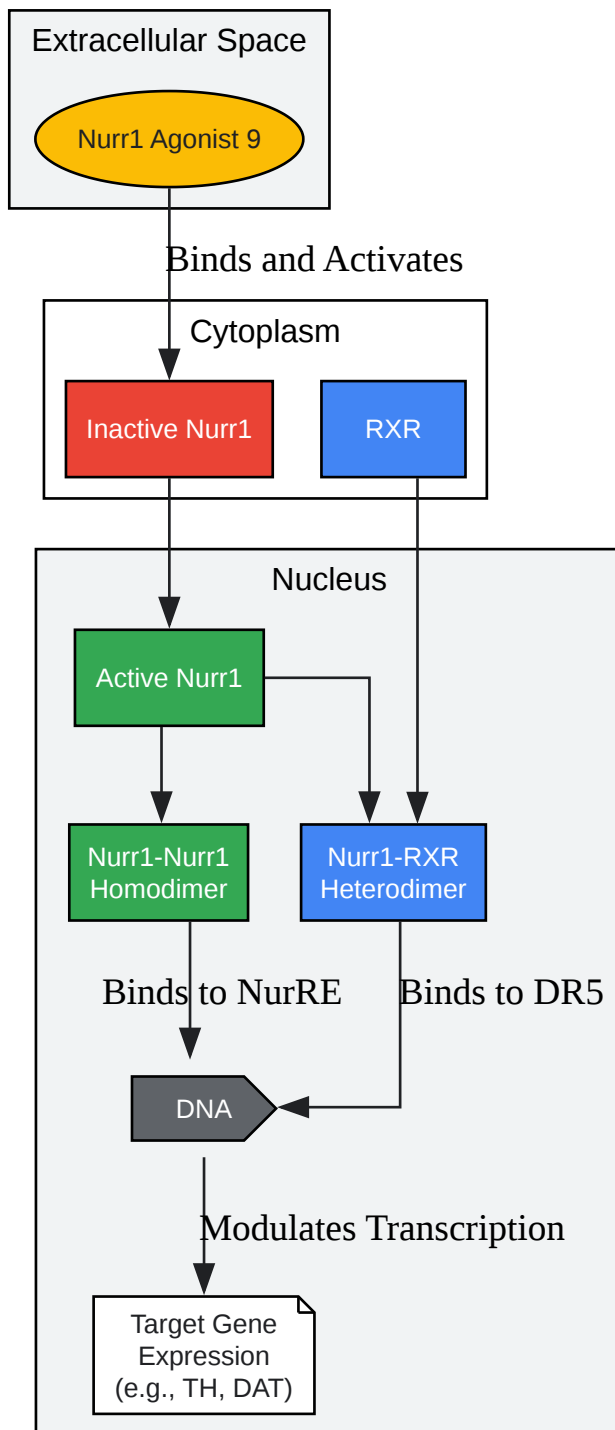 Extracellular Space
Nurr1 Agonist 9
Binds and Activates
Cytoplasm
Inactive Nurr1
RXR
Nucleus
Active Nurr1
Nurr1-Nurr1
Homodimer
Nurr1-RXR
Heterodimer
Binds to NurRE
Binds to DR5
DNA
Modulates Transcription
Target Gene
Expression
(e.g., TH, DAT)